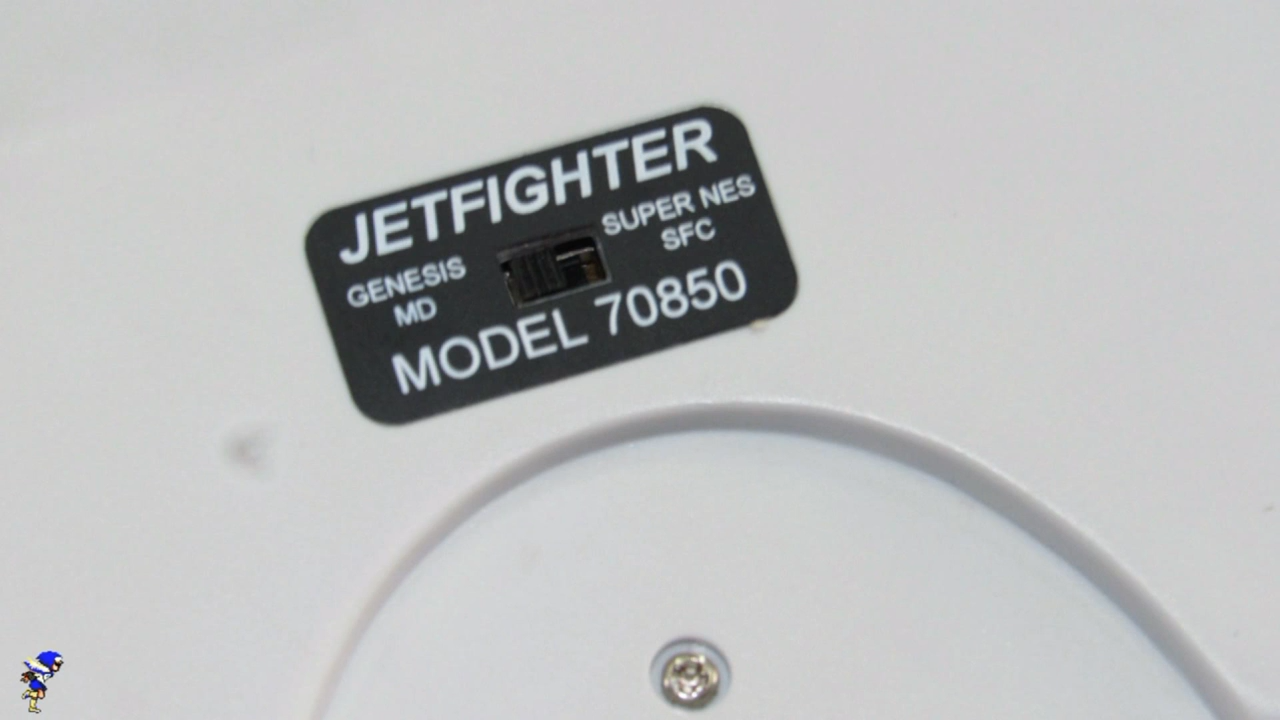 JETFIGHTER
GENESIS
MD
SUPER NES
SFC
MODEL 70850